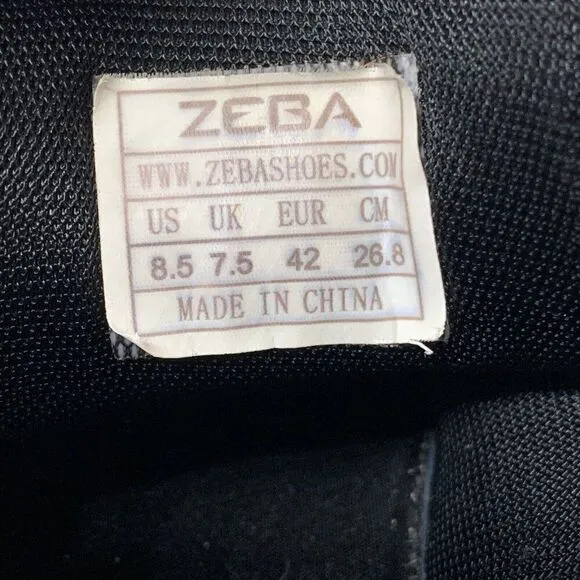 ZEBA
WWW.ZEBASHOES.COM
US UK EUR CM
8.5 7.5 42 26.8
MADE IN CHINA